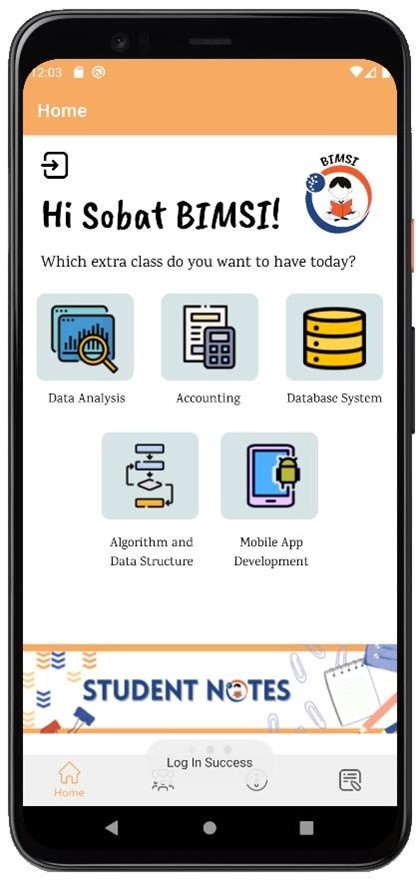 12:03
Home
BIMSI
Hi Sobat BIMSI!
Which extra class do you want to have today?
Data Analysis
Accounting
Database System
Algorithm and
Data Structure
Mobile App
Development
STUDENT NOTES
Log In Success
Home